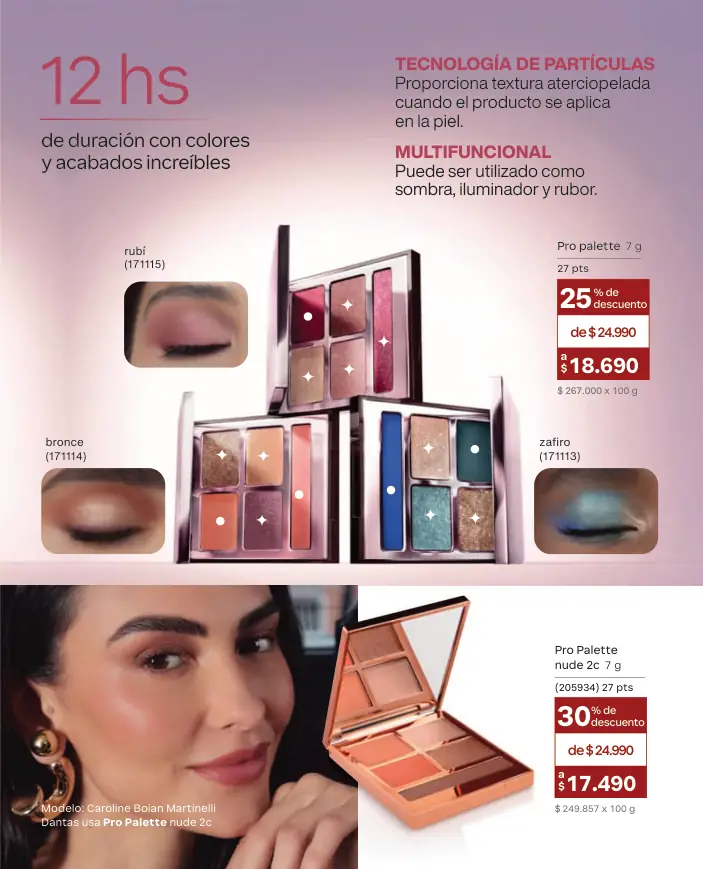 12 hs
de duración con colores
y acabados increíbles
TECNOLOGÍA DE PARTÍCULAS
Proporciona textura aterciopelada
cuando el producto se aplica
en la piel.
MULTIFUNCIONAL
Puede ser utilizado como
sombra, iluminador y rubor.
rubí
(171115)
Pro palette 7 g
27 pts
25 % de
descuento
de $ 24.990
a
$ 18.690
$ 267.000 x 100 g
bronce
(171114)
zafiro
(171113)
Pro Palette
nude 2c 7 g
(205934) 27 pts
30 % de
descuento
de $ 24.990
a
$ 17.490
$ 249.857 x 100 g
Modelo: Caroline Boian Martinelli
Dantas usa Pro Palette nude 2c